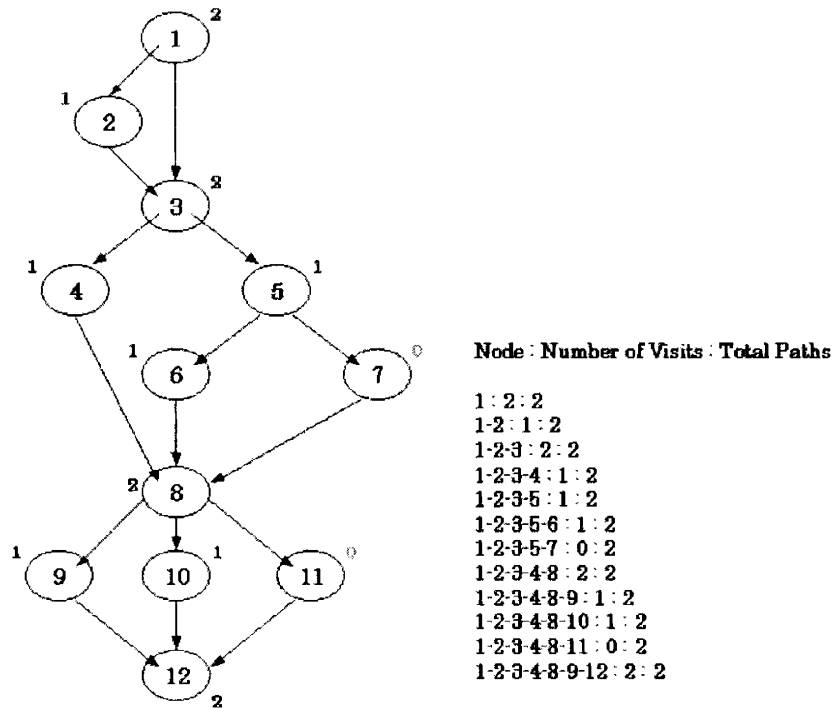 2
1
1
2
2
3
1
4
1
5
1
6
0
7
2
8
1
9
1
10
0
11
12
2
Node : Number of Visits : Total Paths
1 : 2 : 2
1-2 : 1 : 2
1-2-3 : 2 : 2
1-2-3-4 : 1 : 2
1-2-3-5 : 1 : 2
1-2-3-5-6 : 1 : 2
1-2-3-5-7 : 0 : 2
1-2-3-4-8 : 2 : 2
1-2-3-4-8-9 : 1 : 2
1-2-3-4-8-10 : 1 : 2
1-2-3-4-8-11 : 0 : 2
1-2-3-4-8-9-12 : 2 : 2